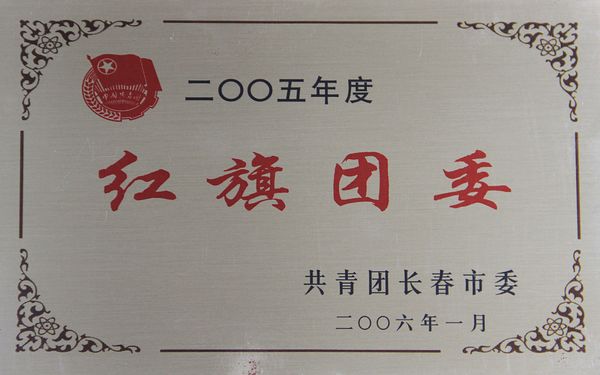 二〇〇五年度
红旗团委
共青团长春市委
二〇〇六年一月